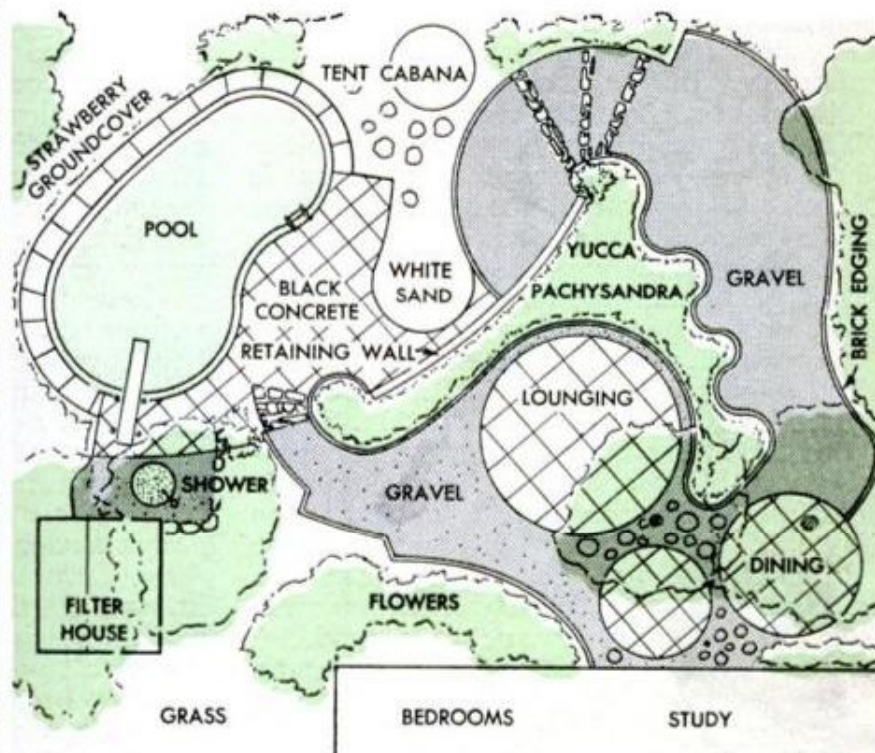 TENT CABANA
STRAWBERRY
GROUNDCOVER
POOL
YUCCA
PACHYSANDRA
GRAVEL
BRICK EDGING
WHITE
SAND
BLACK
CONCRETE
RETAINING WALL
LOUNGING
SHOWER
GRAVEL
DINING
FILTER
HOUSE
FLOWERS
GRASS
BEDROOMS
STUDY